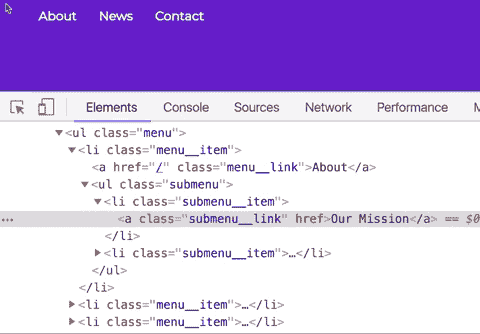 About News Contact
Elements Console Sources Network Performance M
▼<ul class="menu">
▼<li class="menu__item">
<a href="/" class="menu__link">About</a>
▼<ul class="submenu">
▼<li class="submenu__item">
… <a class="submenu__link" href>Our Mission</a> == $0
</li>
▶<li class="submenu__item">…</li>
</ul>
</li>
▶<li class="menu__item">…</li>
▶<li class="menu__item">…</li>